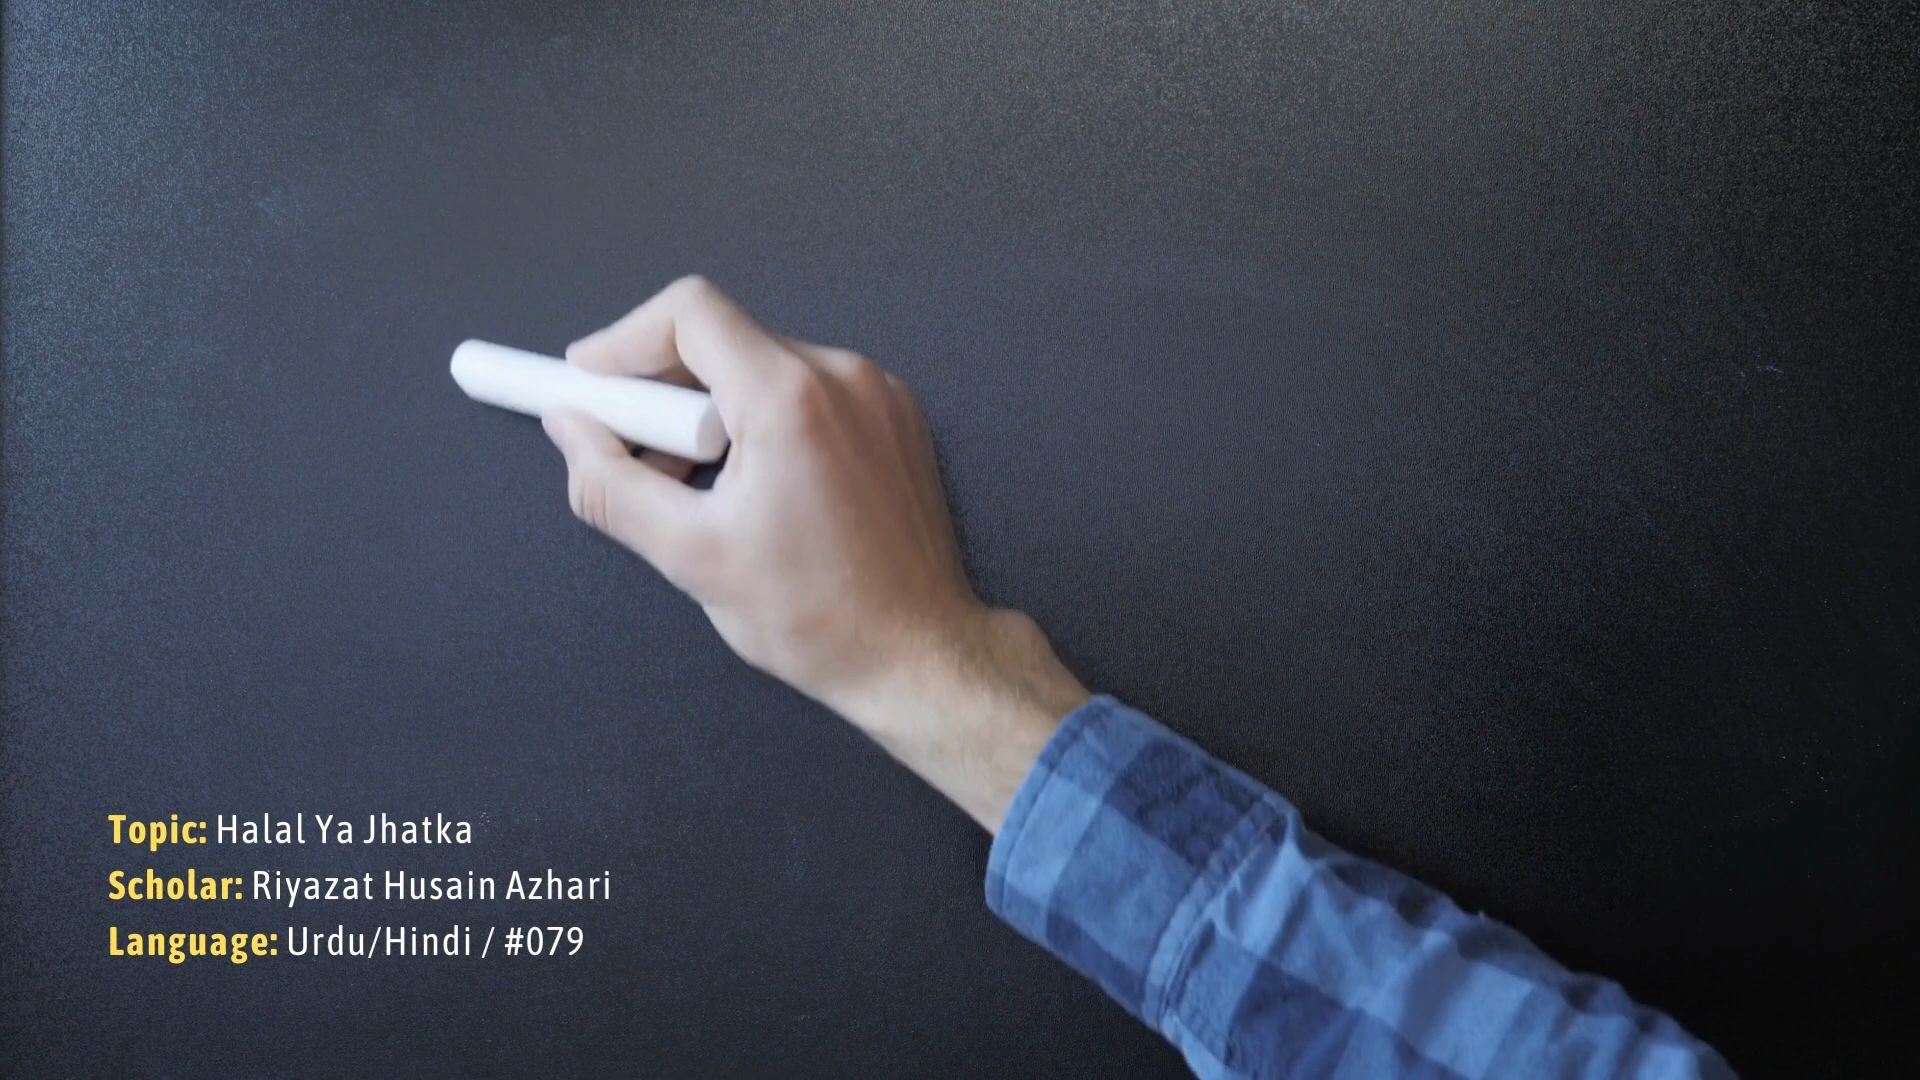 Topic: Halal Ya Jhatka
Scholar: Riyazat Husain Azhari
Language: Urdu/Hindi / #079